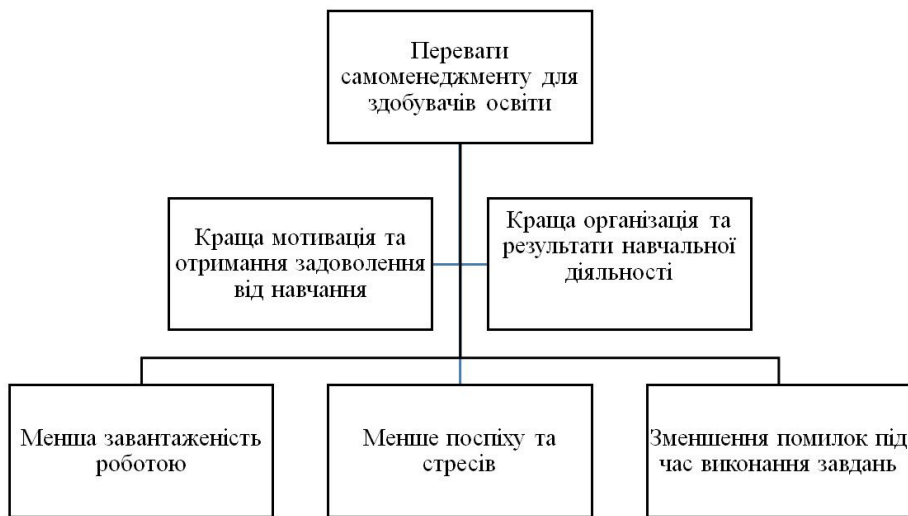 Переваги
самоменеджменту для
здобувачів освіти
Краща мотивація та
отримання задоволення
від навчання
Краща організація та
результати навчальної
діяльності
Менша завантаженість
роботою
Менше поспіху та
стресів
Зменшення помилок під
час виконання завдань